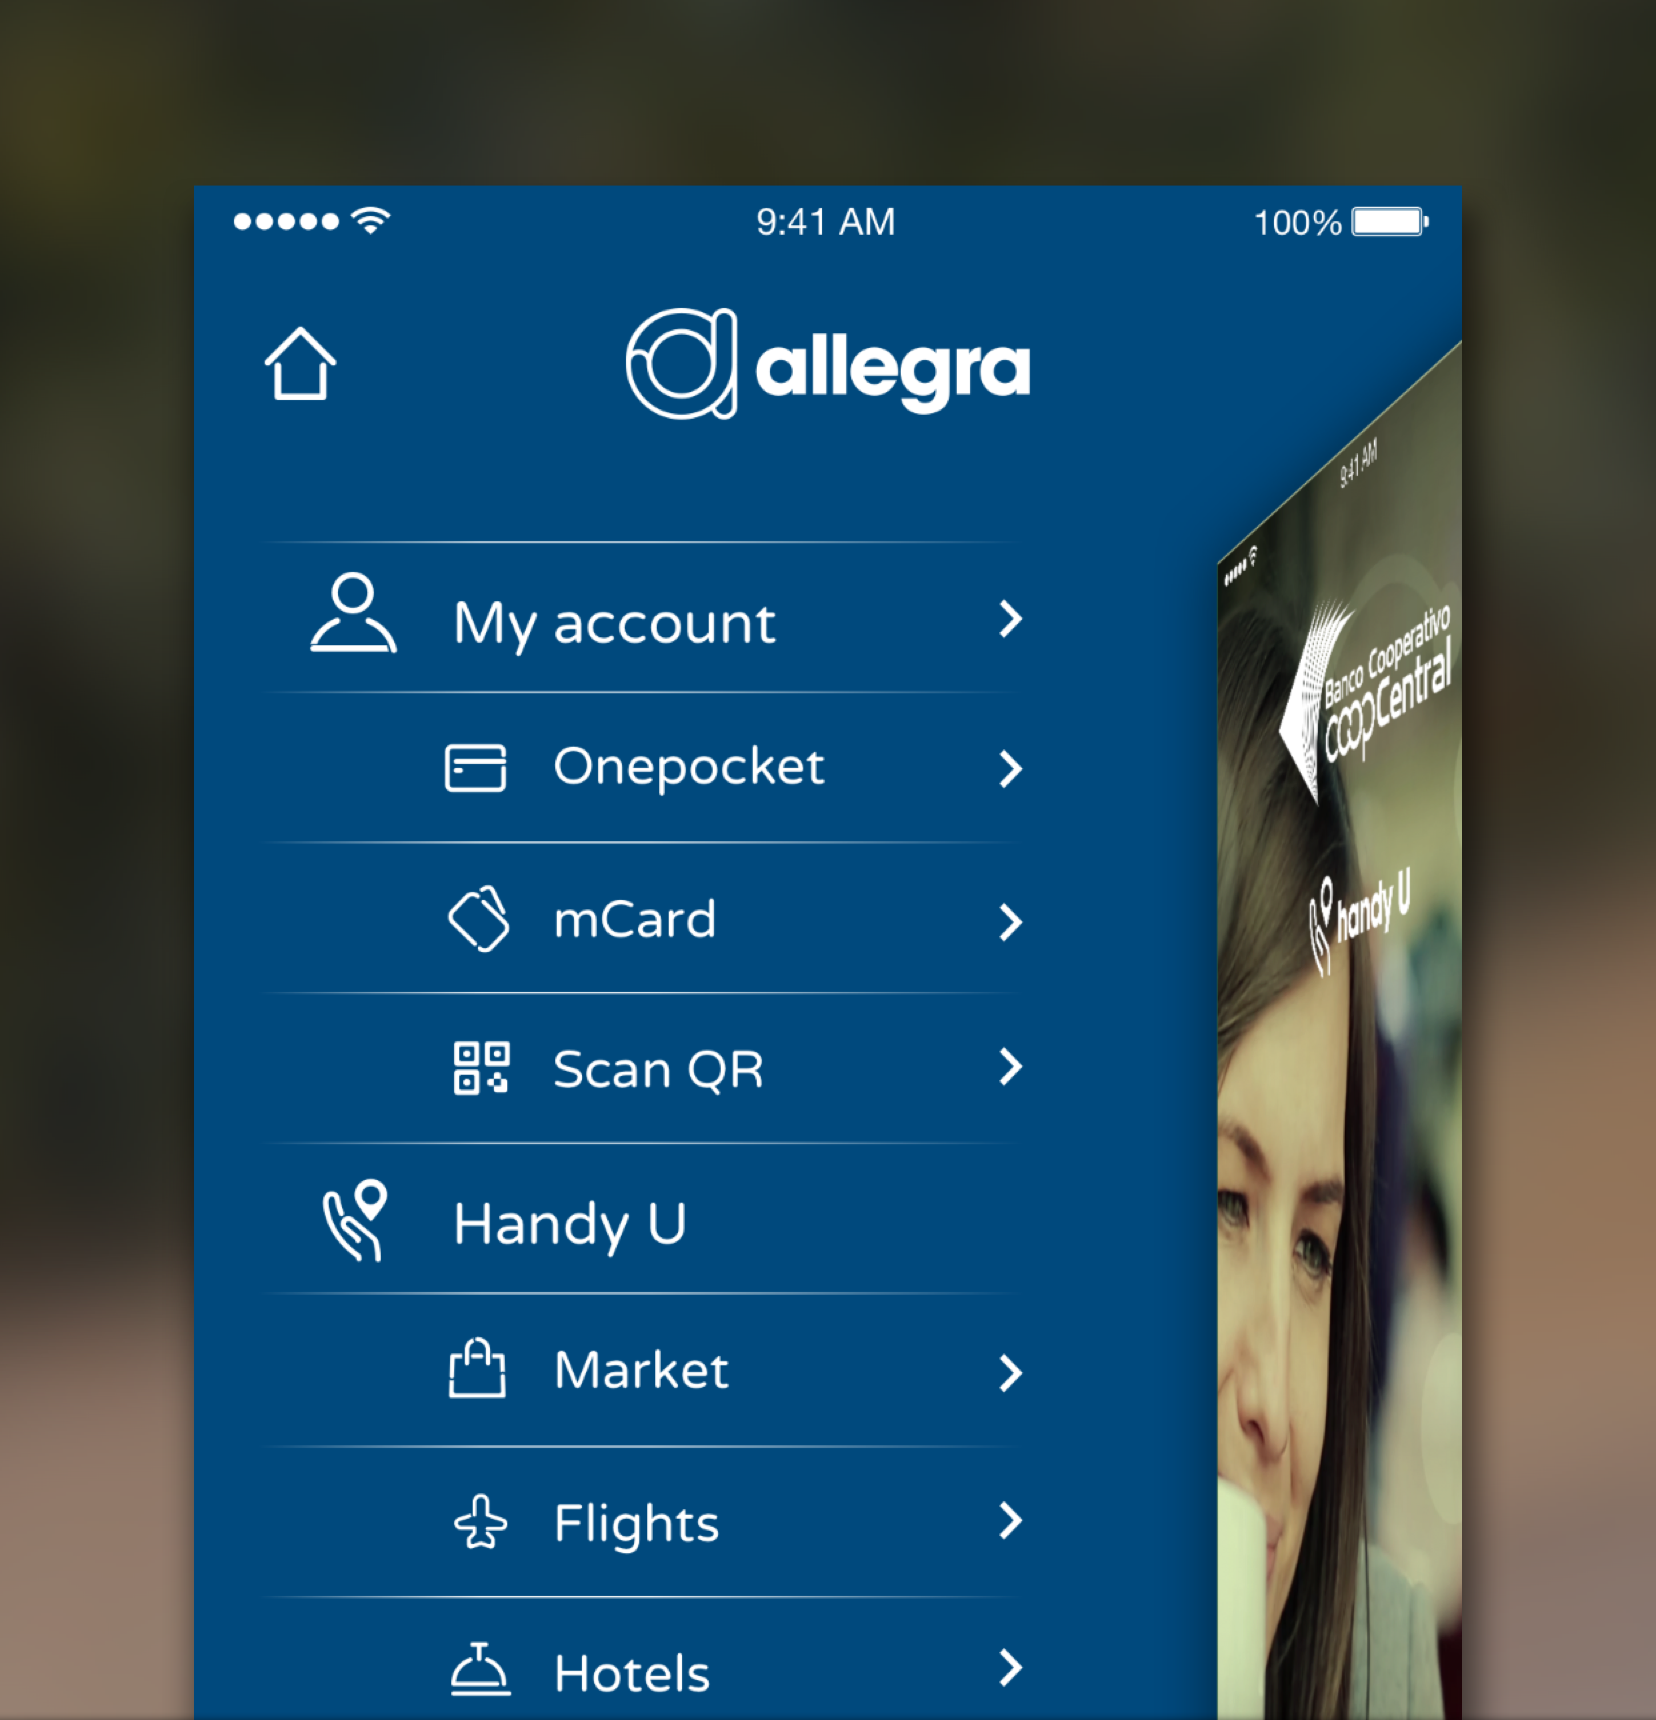 9:41 AM
100%
allegra
My account
Onepocket
mCard
Scan QR
Handy U
Market
Flights
Hotels
9:41 AM
Banco Cooperativo
coopCentral
handy U